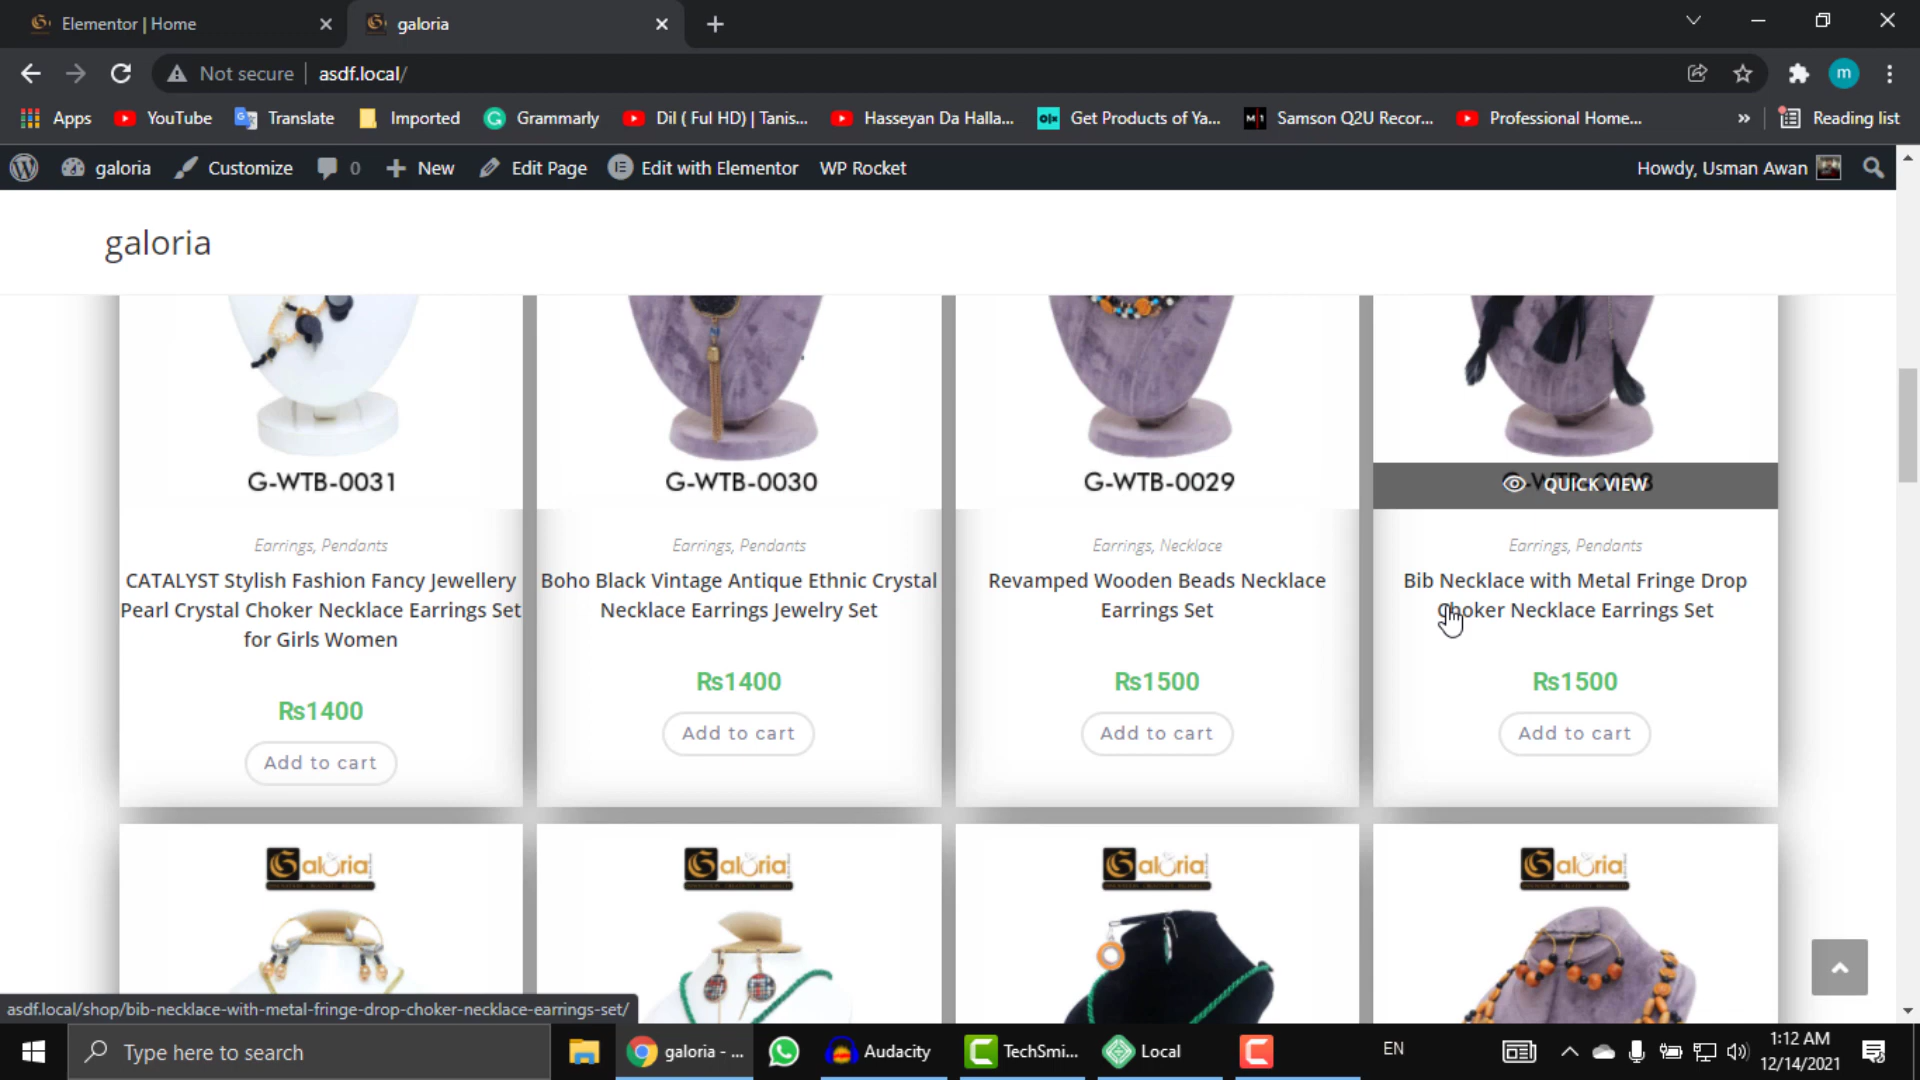 Elementor | Home
galoria
Not secure
asdf.local/
Apps
YouTube
Translate
Imported
Grammarly
Dil ( Ful HD) | Tanis...
Hasseyan Da Halla...
Get Products of Ya...
Samson Q2U Recor...
Professional Home...
»
Reading list
galoria
Customize
0
New
Edit Page
Edit with Elementor
WP Rocket
Howdy, Usman Awan
galoria
G-WTB-0031
G-WTB-0030
G-WTB-0029
QUICK VIEW
Earrings, Pendants
Earrings, Pendants
Earrings, Necklace
Earrings, Pendants
CATALYST Stylish Fashion Fancy Jewellery
Pearl Crystal Choker Necklace Earrings Set
for Girls Women
Boho Black Vintage Antique Ethnic Crystal
Necklace Earrings Jewelry Set
Revamped Wooden Beads Necklace
Earrings Set
Bib Necklace with Metal Fringe Drop
Choker Necklace Earrings Set
₨1400
₨1400
₨1500
₨1500
Add to cart
Add to cart
Add to cart
Add to cart
Galoria
Galoria
Galoria
Galoria
asdf.local/shop/bib-necklace-with-metal-fringe-drop-choker-necklace-earrings-set/
Type here to search
galoria - ...
Audacity
TechSmi...
Local
EN
1:12 AM
12/14/2021